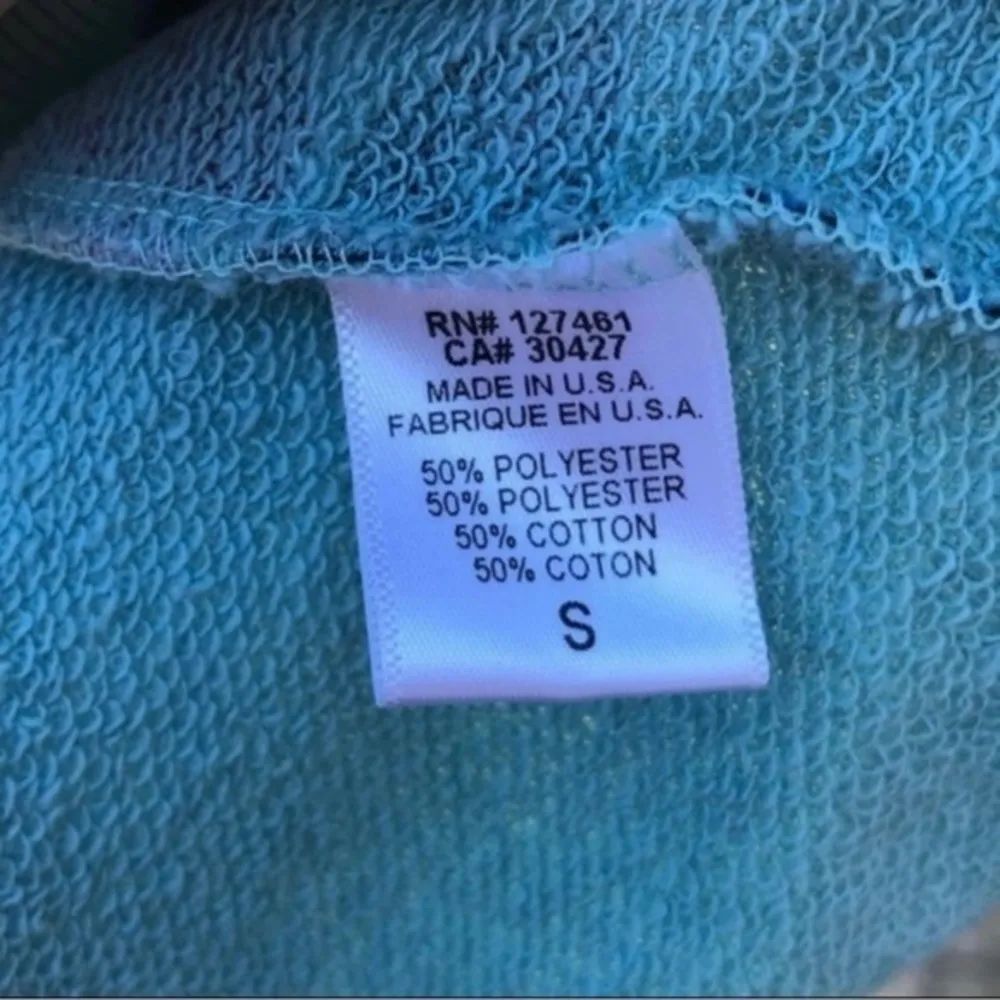 RN# 127461
CA# 30427
MADE IN U.S.A.
FABRIQUE EN U.S.A.
50% POLYESTER
50% POLYESTER
50% COTTON
50% COTON
S